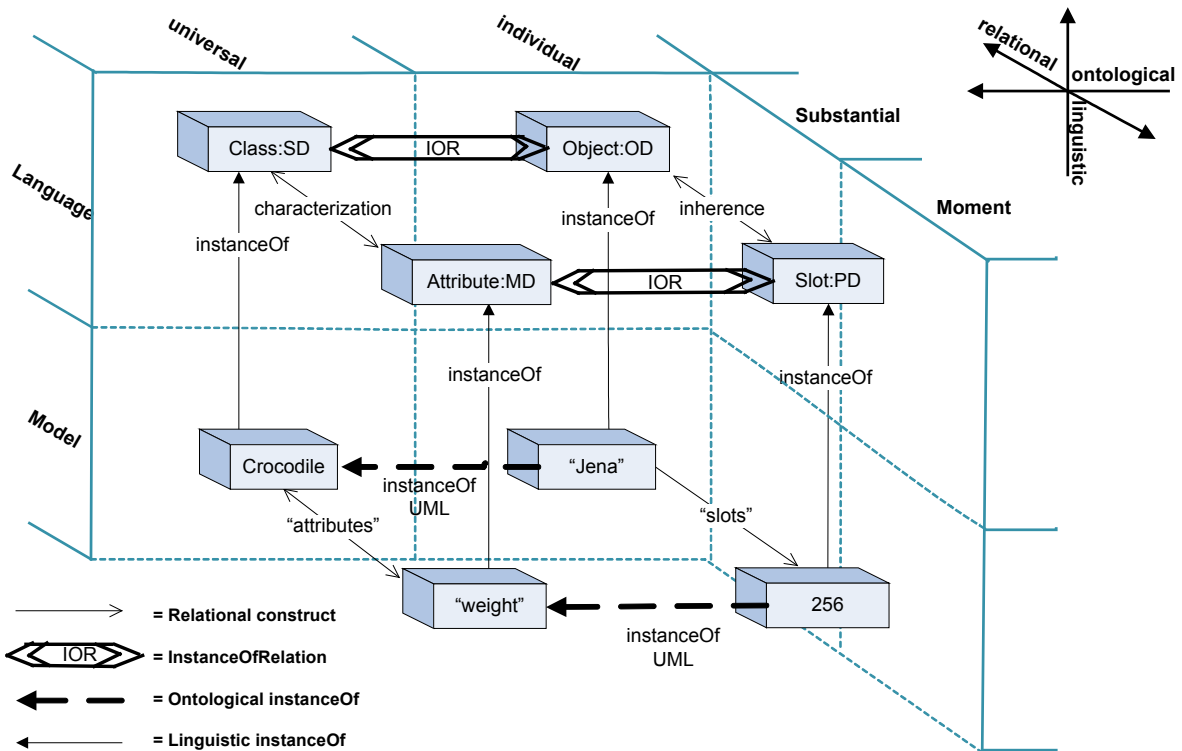 universal
individual
relational
ontological
linguistic
Substantial
Moment
Language
Model
Class:SD
IOR
Object:OD
characterization
instanceOf
inherence
instanceOf
Attribute:MD
IOR
Slot:PD
instanceOf
instanceOf
Crocodile
“Jena”
instanceOf
UML
“attributes”
“slots”
“weight”
256
instanceOf
UML
= Relational construct
IOR
= InstanceOfRelation
= Ontological instanceOf
= Linguistic instanceOf